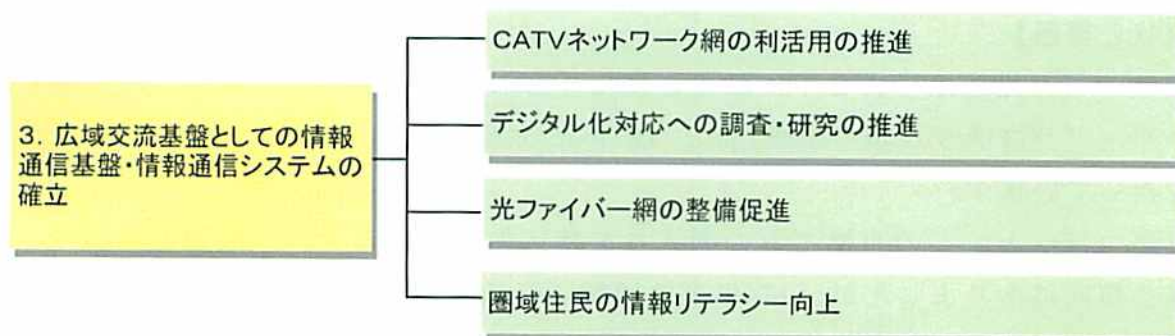 3．広域交流基盤としての情報
通信基盤・情報通信システムの
確立
CATVネットワーク網の利活用の推進
デジタル化対応への調査・研究の推進
光ファイバー網の整備促進
圏域住民の情報リテラシー向上